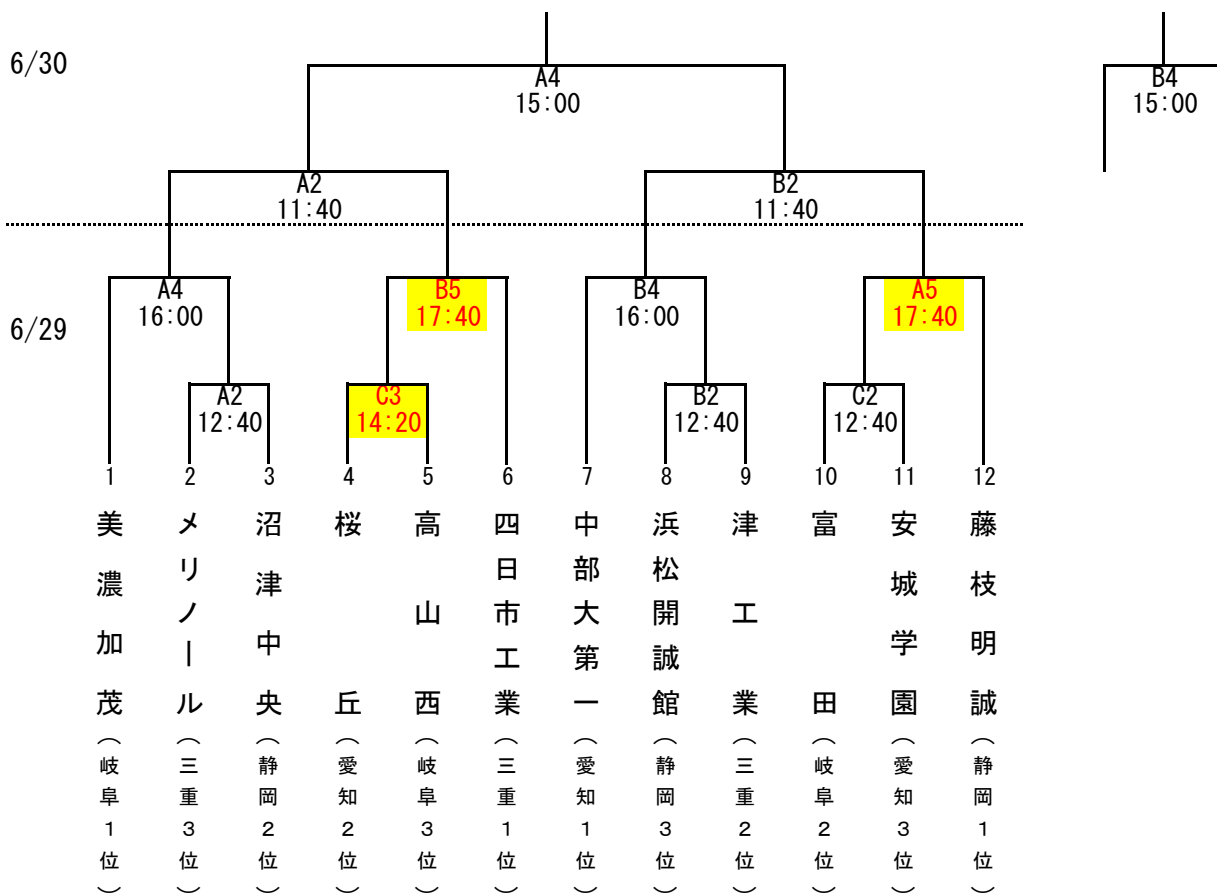 6/30
A4
15:00
B4
15:00
A2
11:40
B2
11:40
6/29
A4
16:00
B5
17:40
B4
16:00
A5
17:40
A2
12:40
C3
14:20
B2
12:40
C2
12:40
1 2 3 4 5 6 7 8 9 10 11 12
美濃加茂(岐阜1位)
メリノール(三重3位)
沼津中央(静岡2位)
桜丘(愛知2位)
高山西(岐阜3位)
四日市工業(三重1位)
中部大第一(愛知1位)
浜松開誠館(静岡3位)
津工業(三重2位)
富田(岐阜2位)
安城学園(愛知3位)
藤枝明誠(静岡1位)